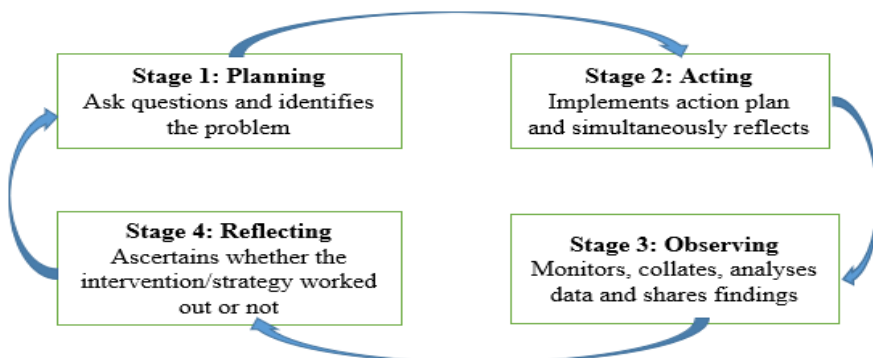 Stage 1: Planning
Ask questions and identifies
the problem
Stage 2: Acting
Implements action plan
and simultaneously reflects
Stage 3: Observing
Monitors, collates, analyses
data and shares findings
Stage 4: Reflecting
Ascertains whether the
intervention/strategy worked
out or not